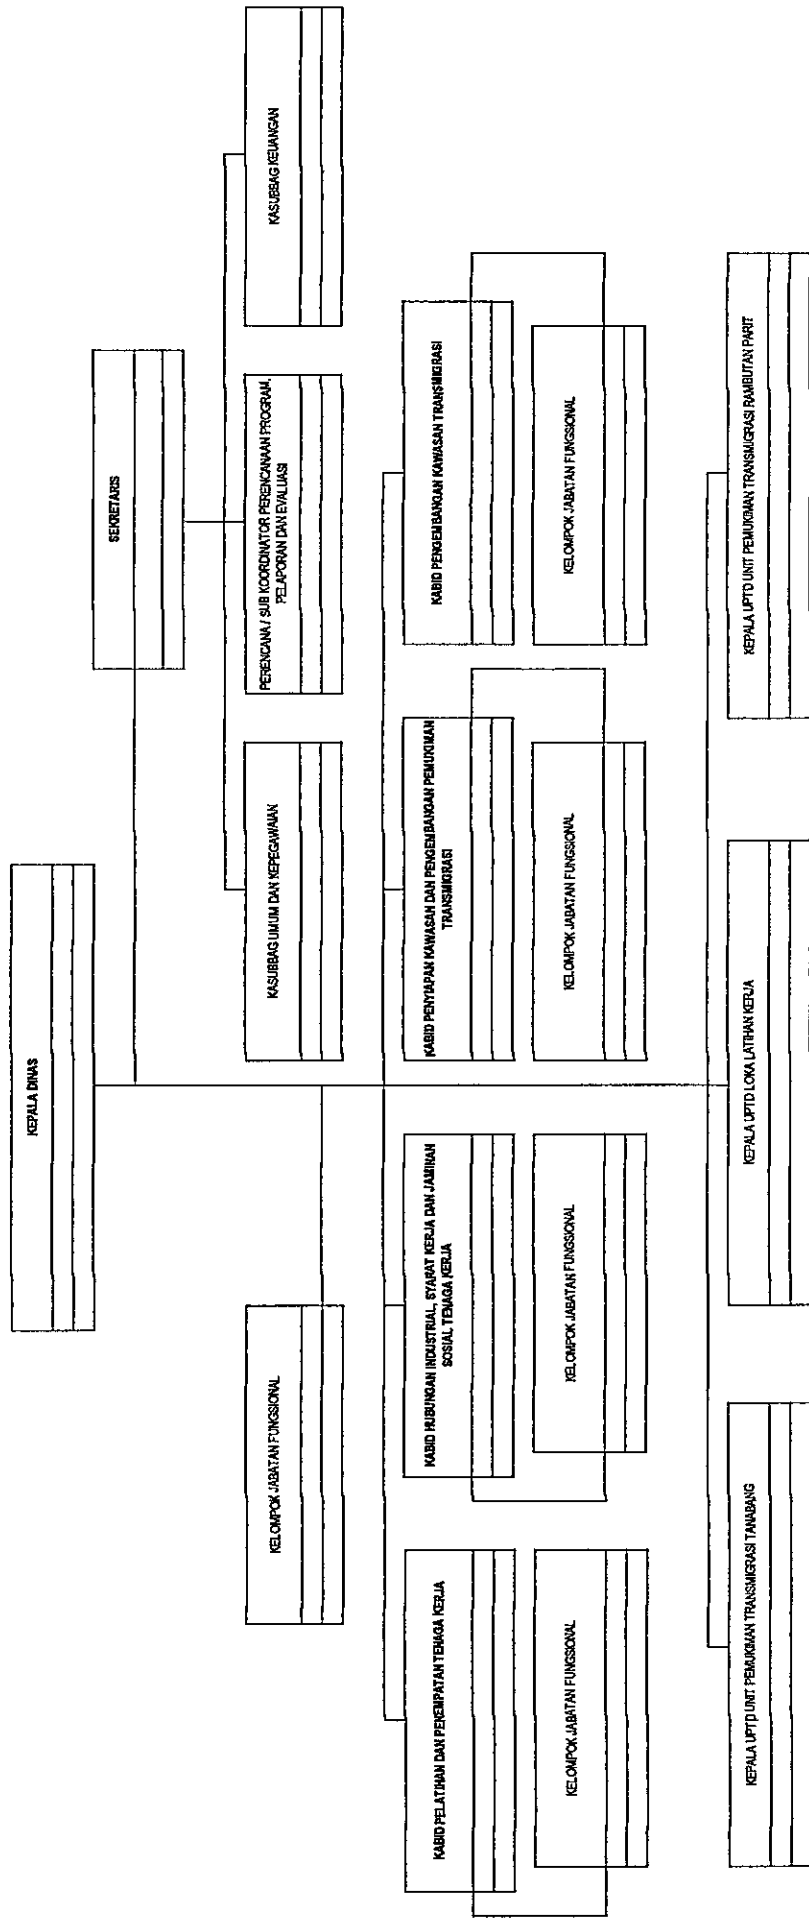 KEPALA DINAS
SEKRETARIS
KELOMPOK JABATAN FUNGSIONAL
KASUBBAG UMUM DAN KEPEGAWAIAN
PERENCANA / SUB KOORDINATOR PERENCANAAN PROGRAM,
PELAPORAN DAN EVALUASI
KASUBBAG KEUANGAN
KABID PELATIHAN DAN PENEMPATAN TENAGA KERJA
KABID HUBUNGAN INDUSTRIAL, SYARAT KERJA DAN JAMINAN
SOSIAL TENAGA KERJA
KABID PENYIAPAN KAWASAN DAN PENGEMBANGAN PEMUKIMAN
TRANSMIGRASI
KABID PENGEMBANGAN KAWASAN TRANSMIGRASI
KELOMPOK JABATAN FUNGSIONAL
KELOMPOK JABATAN FUNGSIONAL
KELOMPOK JABATAN FUNGSIONAL
KELOMPOK JABATAN FUNGSIONAL
KEPALA UPTD UNIT PEMUKIMAN TRANSMIGRASI TANABANG
KEPALA UPTD LOKA LATIHAN KERJA
KEPALA UPTD UNIT PEMUKIMAN TRANSMIGRASI RAMBUTAN PARIT